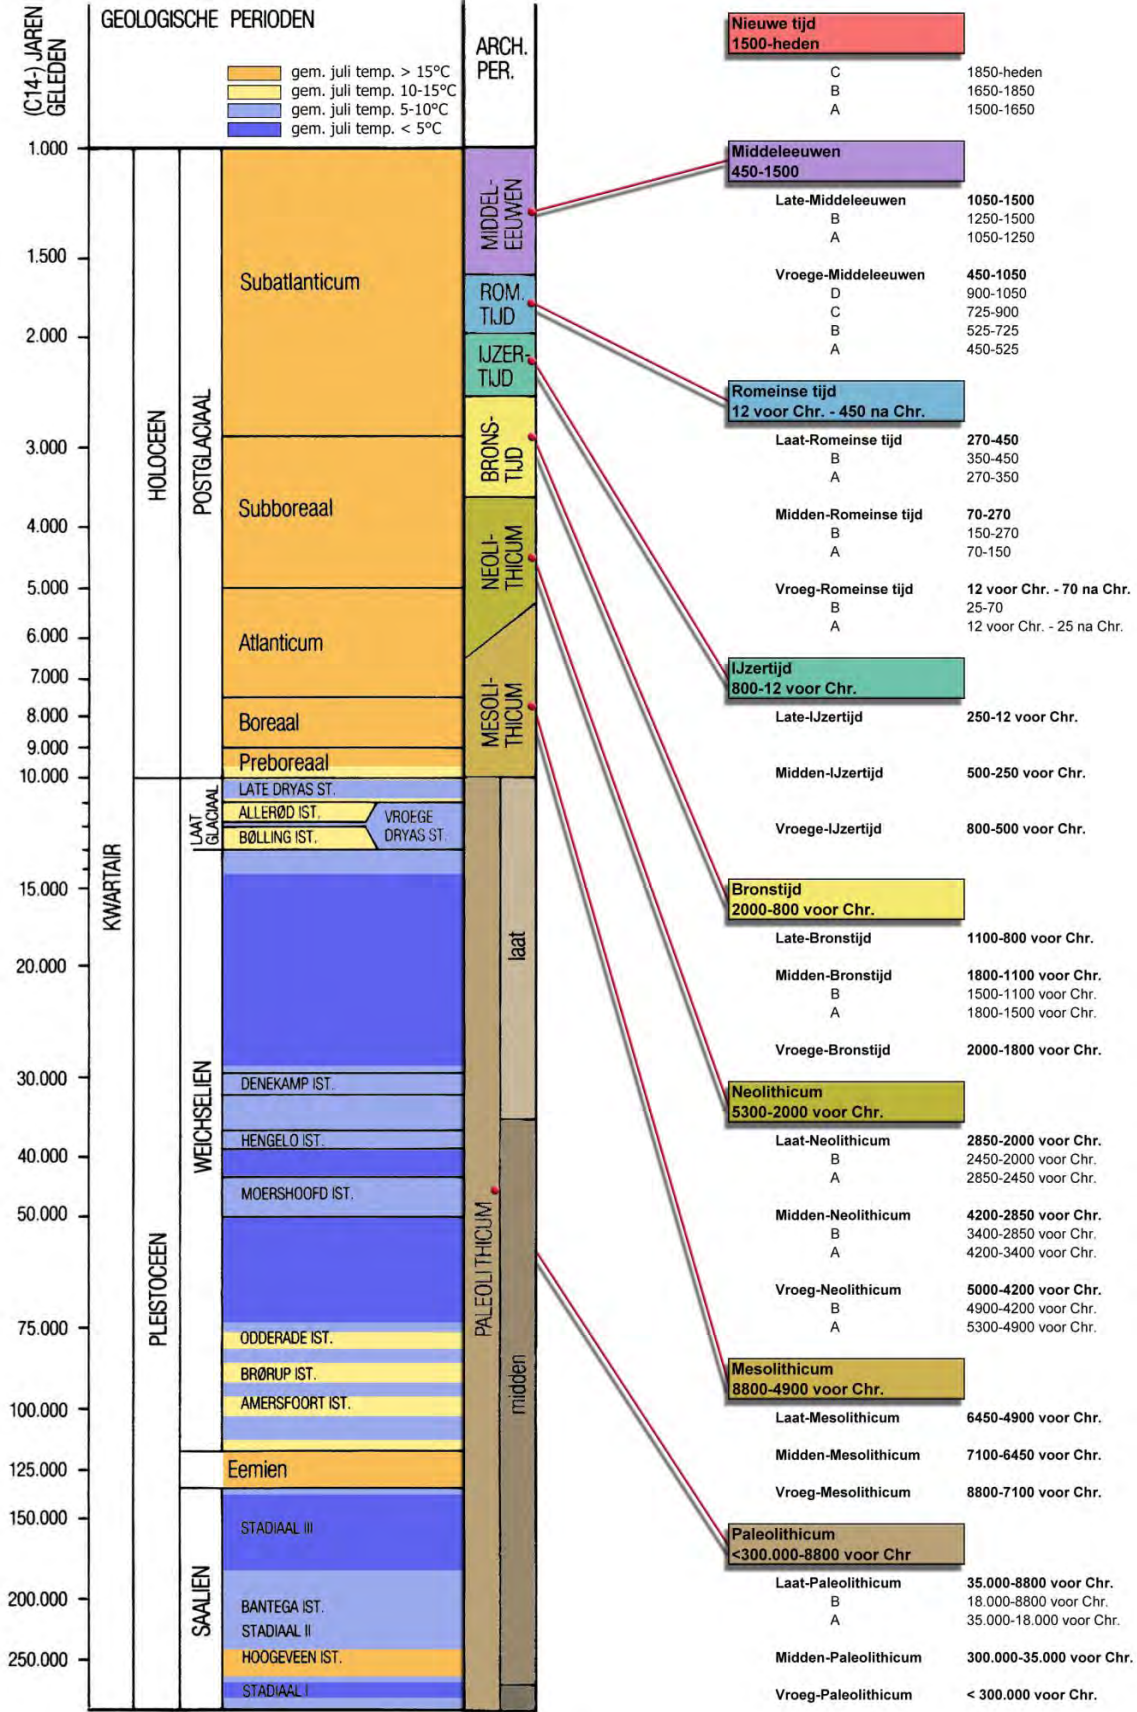 (C14-) JAREN
GELEDEN
GEOLOGISCHE PERIODEN
gem. juli temp. > 15°C
gem. juli temp. 10-15°C
gem. juli temp. 5-10°C
gem. juli temp. < 5°C
ARCH.
PER.
1.000
1.500
2.000
3.000
4.000
5.000
6.000
7.000
8.000
9.000
10.000
15.000
20.000
30.000
40.000
50.000
75.000
100.000
125.000
150.000
200.000
250.000
KWARTAIR
HOLOCEEN
PLEISTOCEEN
POSTGLACIAAL
LAAT
GLACIAAL
WEICHSELIEN
SAALIEN
Subatlanticum
Subboreaal
Atlanticum
Boreaal
Preboreaal
LATE DRYAS ST.
ALLERØD IST.
VROEGE
DRYAS ST.
BØLLING IST.
DENEKAMP IST.
HENGELO IST.
MOERSHOOFD IST.
ODDERADE IST.
BRØRUP IST.
AMERSFOORT IST.
Eemien
STADIAAL III
BANTEGA IST.
STADIAAL II
HOOGEVEEN IST.
STADIAAL I
MIDDEL-
EEUWEN
ROM.
TIJD
IJZER-
TIJD
BRONS-
TIJD
NEOLI-
THICUM
MESOLI-
THICUM
PALEOLITHICUM
laat
midden
Nieuwe tijd
1500-heden
C 1850-heden
B 1650-1850
A 1500-1650
Middeleeuwen
450-1500
Late-Middeleeuwen 1050-1500
B 1250-1500
A 1050-1250
Vroege-Middeleeuwen 450-1050
D 900-1050
C 725-900
B 525-725
A 450-525
Romeinse tijd
12 voor Chr. - 450 na Chr.
Laat-Romeinse tijd 270-450
B 350-450
A 270-350
Midden-Romeinse tijd 70-270
B 150-270
A 70-150
Vroeg-Romeinse tijd 12 voor Chr. - 70 na Chr.
B 25-70
A 12 voor Chr. - 25 na Chr.
IJzertijd
800-12 voor Chr.
Late-IJzertijd 250-12 voor Chr.
Midden-IJzertijd 500-250 voor Chr.
Vroege-IJzertijd 800-500 voor Chr.
Bronstijd
2000-800 voor Chr.
Late-Bronstijd 1100-800 voor Chr.
Midden-Bronstijd 1800-1100 voor Chr.
B 1500-1100 voor Chr.
A 1800-1500 voor Chr.
Vroege-Bronstijd 2000-1800 voor Chr.
Neolithicum
5300-2000 voor Chr.
Laat-Neolithicum 2850-2000 voor Chr.
B 2450-2000 voor Chr.
A 2850-2450 voor Chr.
Midden-Neolithicum 4200-2850 voor Chr.
B 3400-2850 voor Chr.
A 4200-3400 voor Chr.
Vroeg-Neolithicum 5000-4200 voor Chr.
B 4900-4200 voor Chr.
A 5300-4900 voor Chr.
Mesolithicum
8800-4900 voor Chr.
Laat-Mesolithicum 6450-4900 voor Chr.
Midden-Mesolithicum 7100-6450 voor Chr.
Vroeg-Mesolithicum 8800-7100 voor Chr.
Paleolithicum
<300.000-8800 voor Chr
Laat-Paleolithicum 35.000-8800 voor Chr.
B 18.000-8800 voor Chr.
A 35.000-18.000 voor Chr.
Midden-Paleolithicum 300.000-35.000 voor Chr.
Vroeg-Paleolithicum < 300.000 voor Chr.